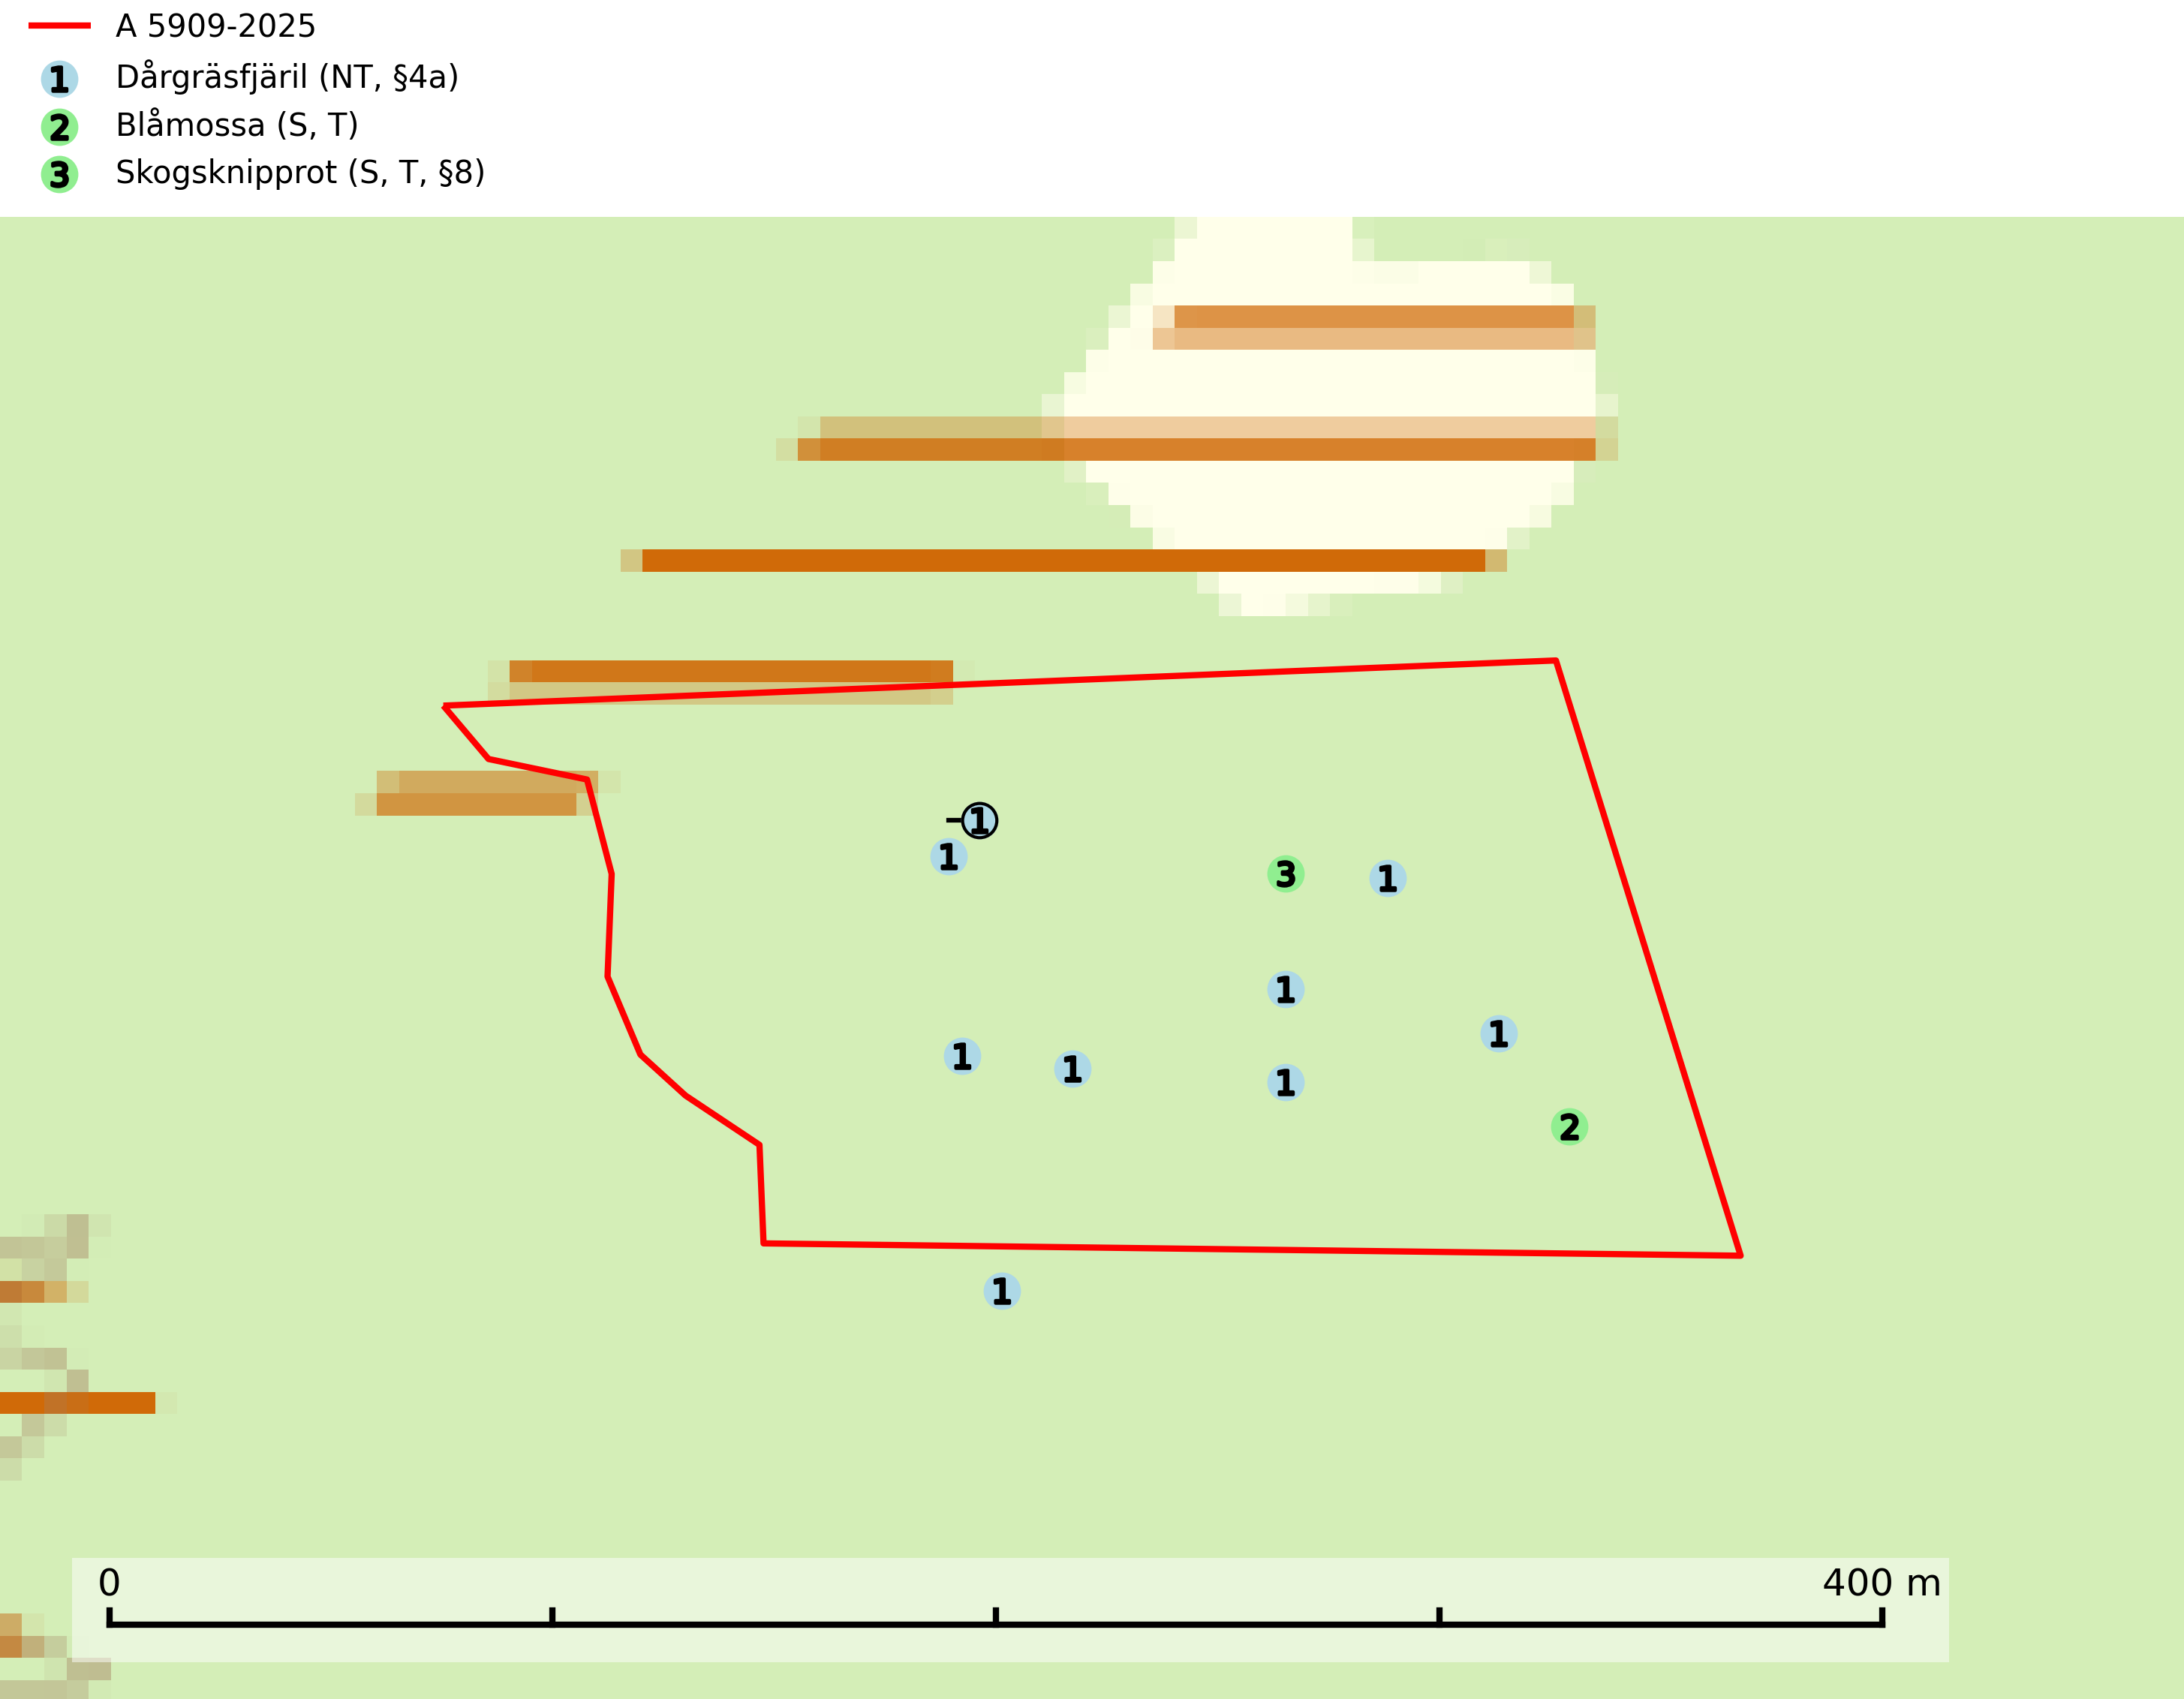 A 5909-2025
1 Dårgräsfjäril (NT, §4a)
2 Blåmossa (S, T)
3 Skogsknipprot (S, T, §8)
1
1
3 1
1
1
1
1
1
2
1
0 400 m